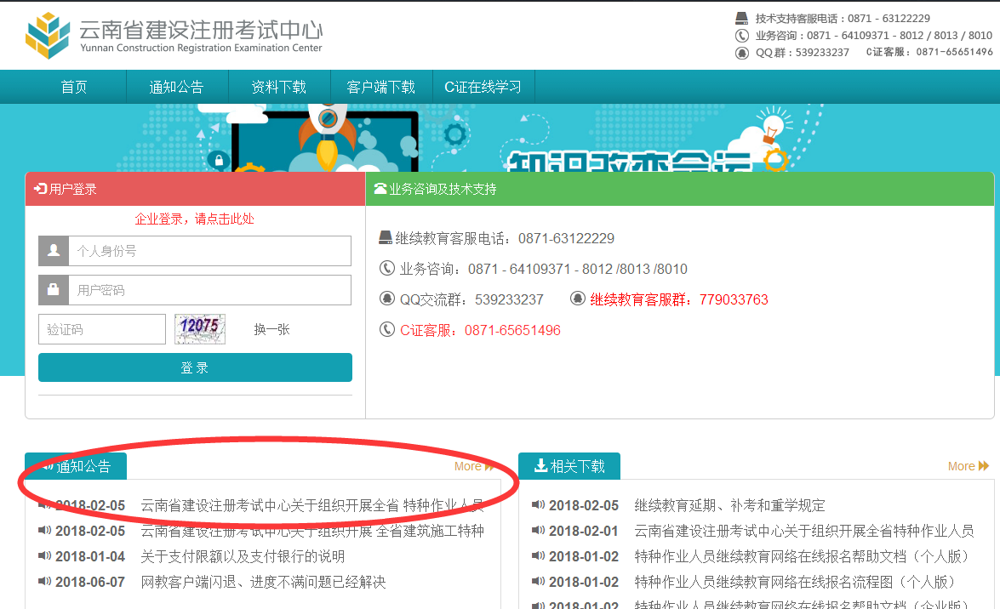 云南省建设注册考试中心
Yunnan Construction Registration Examination Center
技术支持客服电话：0871 - 63122229
业务咨询：0871 - 64109371 - 8012 / 8013 / 8010
QQ 群：539233237 C证客服：0871-65651496
首页 通知公告 资料下载 客户端下载 C证在线学习
知识改变命运
用户登录
企业登录，请点击此处
个人身份号
用户密码
验证码 12075 换一张
登 录
业务咨询及技术支持
继续教育客服电话：0871-63122229
业务咨询：0871 - 64109371 - 8012 /8013 /8010
QQ交流群：539233237 继续教育客服群：779033763
C证客服：0871-65651496
通知公告 More
2018-02-05 云南省建设注册考试中心关于组织开展全省 特种作业人员
2018-02-05 云南省建设注册考试中心关于组织开展 全省建筑施工特种
2018-01-04 关于支付限额以及支付银行的说明
2018-06-07 网教客户端闪退、进度不满问题已经解决
相关下载 More
2018-02-05 继续教育延期、补考和重学规定
2018-02-01 云南省建设注册考试中心关于组织开展全省特种作业人员
2018-01-02 特种作业人员继续教育网络在线报名帮助文档（个人版）
2018-01-02 特种作业人员继续教育网络在线报名流程图（个人版）
2018-01-02 特种作业人员继续教育网络在线报名帮助文档（企业版）